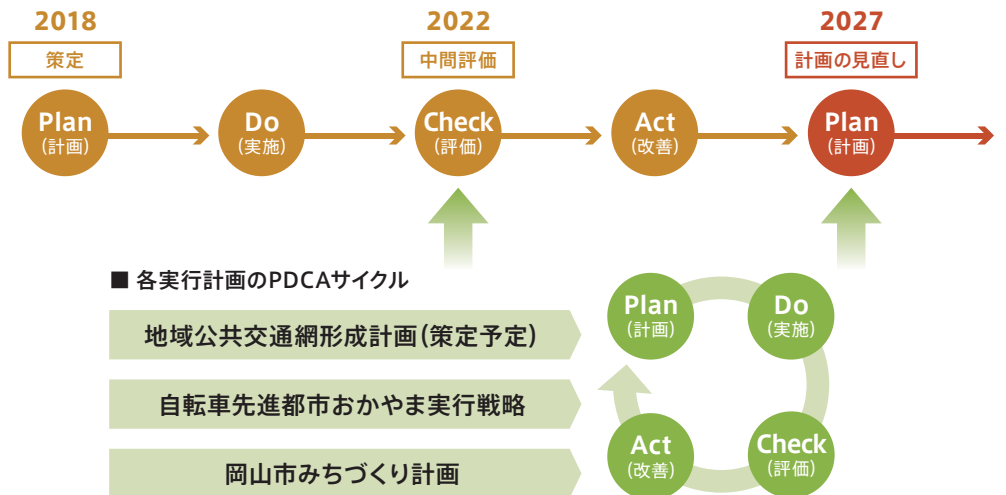 2018
策定
2022
中間評価
2027
計画の見直し
Plan
(計画)
Do
(実施)
Check
(評価)
Act
(改善)
Plan
(計画)
■ 各実行計画のPDCAサイクル
地域公共交通網形成計画(策定予定)
自転車先進都市おかやま実行戦略
岡山市みちづくり計画
Plan
(計画)
Do
(実施)
Act
(改善)
Check
(評価)